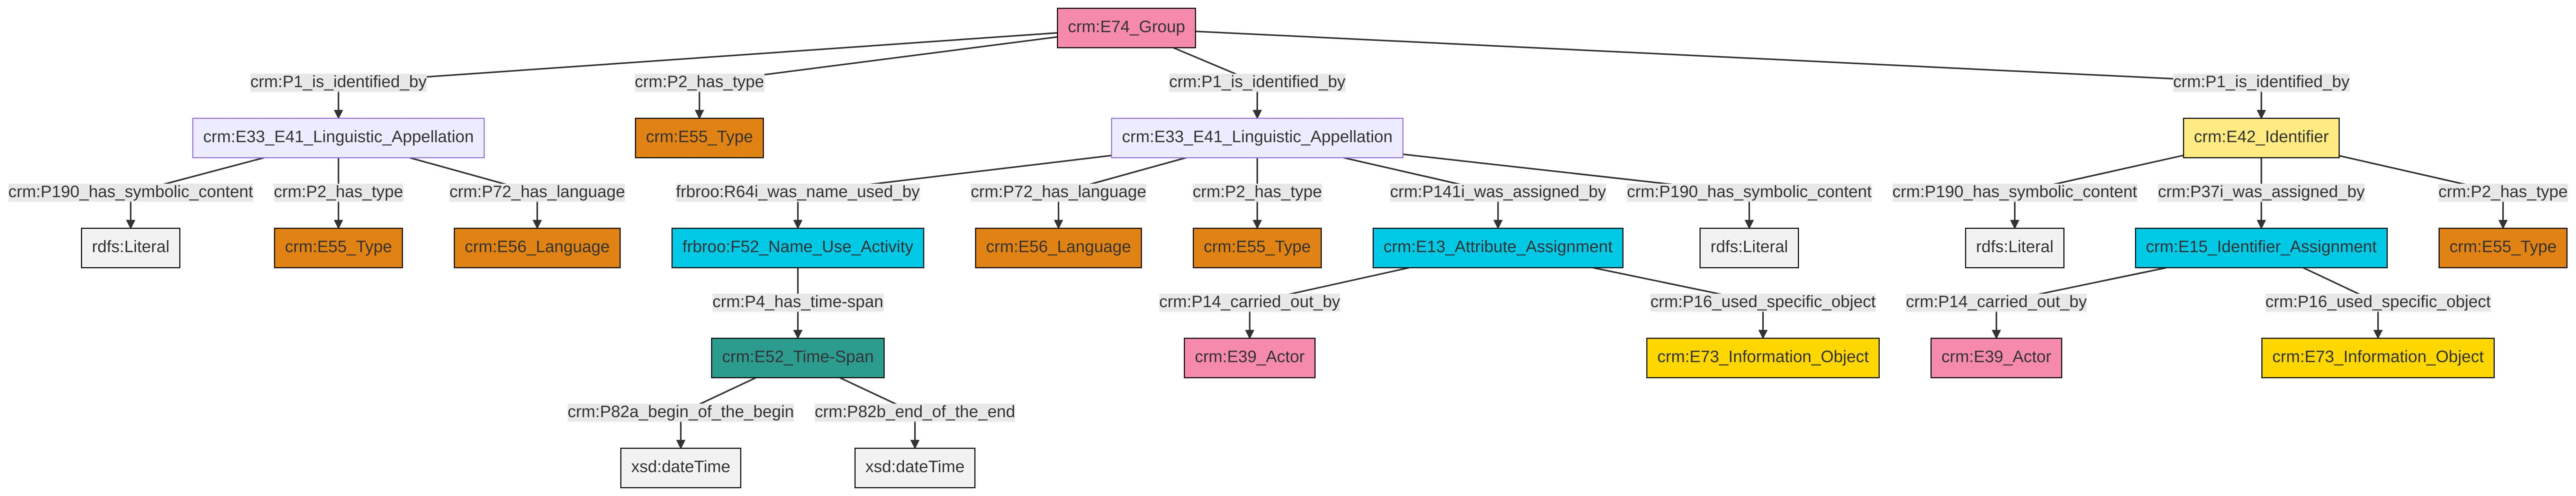 crm:E74_Group
crm:P1_is_identified_by
crm:P2_has_type
crm:P1_is_identified_by
crm:P1_is_identified_by
crm:E33_E41_Linguistic_Appellation
crm:E55_Type
crm:E33_E41_Linguistic_Appellation
crm:E42_Identifier
crm:P190_has_symbolic_content
crm:P2_has_type
crm:P72_has_language
frbroo:R64i_was_name_used_by
crm:P72_has_language
crm:P2_has_type
crm:P141i_was_assigned_by
crm:P190_has_symbolic_content
crm:P190_has_symbolic_content
crm:P37i_was_assigned_by
crm:P2_has_type
rdfs:Literal
crm:E55_Type
crm:E56_Language
frbroo:F52_Name_Use_Activity
crm:E56_Language
crm:E55_Type
crm:E13_Attribute_Assignment
rdfs:Literal
rdfs:Literal
crm:E15_Identifier_Assignment
crm:E55_Type
crm:P4_has_time-span
crm:P14_carried_out_by
crm:P16_used_specific_object
crm:P14_carried_out_by
crm:P16_used_specific_object
crm:E52_Time-Span
crm:E39_Actor
crm:E73_Information_Object
crm:E39_Actor
crm:E73_Information_Object
crm:P82a_begin_of_the_begin
crm:P82b_end_of_the_end
xsd:dateTime
xsd:dateTime